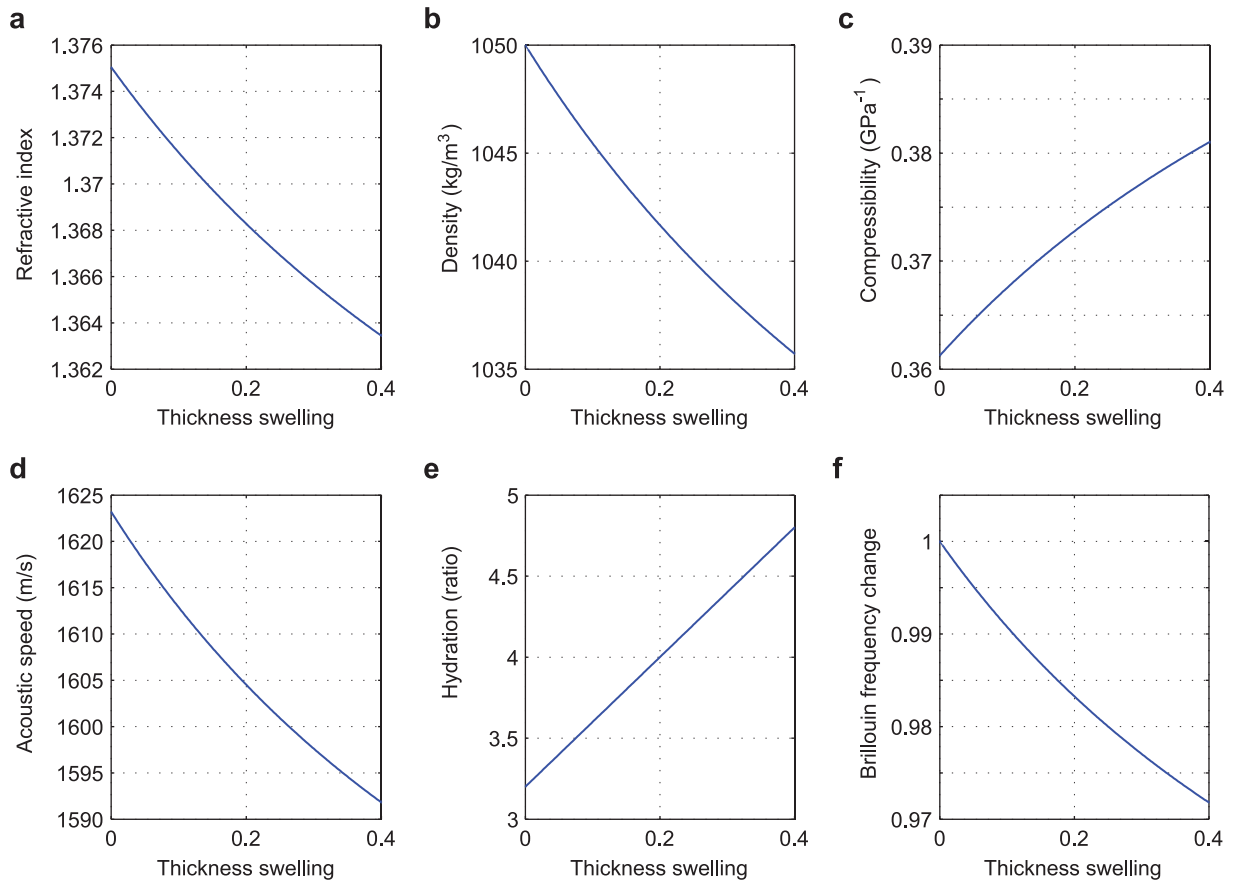 a
1.376
1.374
1.372
1.37
1.368
1.366
1.364
1.362
Refractive index
0 0.2 0.4
Thickness swelling
b
1050
1045
1040
1035
Density (kg/m³)
0 0.2 0.4
Thickness swelling
c
0.39
0.38
0.37
0.36
Compressibility (GPa⁻¹)
0 0.2 0.4
Thickness swelling
d
1625
1620
1615
1610
1605
1600
1595
1590
Acoustic speed (m/s)
0 0.2 0.4
Thickness swelling
e
5
4.5
4
3.5
3
Hydration (ratio)
0 0.2 0.4
Thickness swelling
f
1
0.99
0.98
0.97
Brillouin frequency change
0 0.2 0.4
Thickness swelling